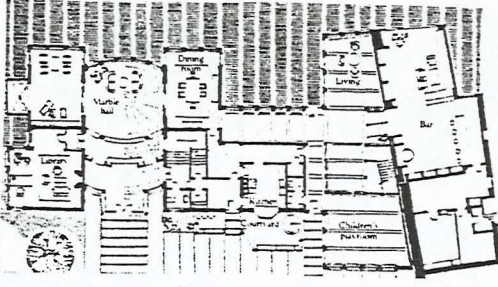 Dining
room
Living
Marble
hall
Bar
Library
Kitchen
Courtyard
Children's
playroom